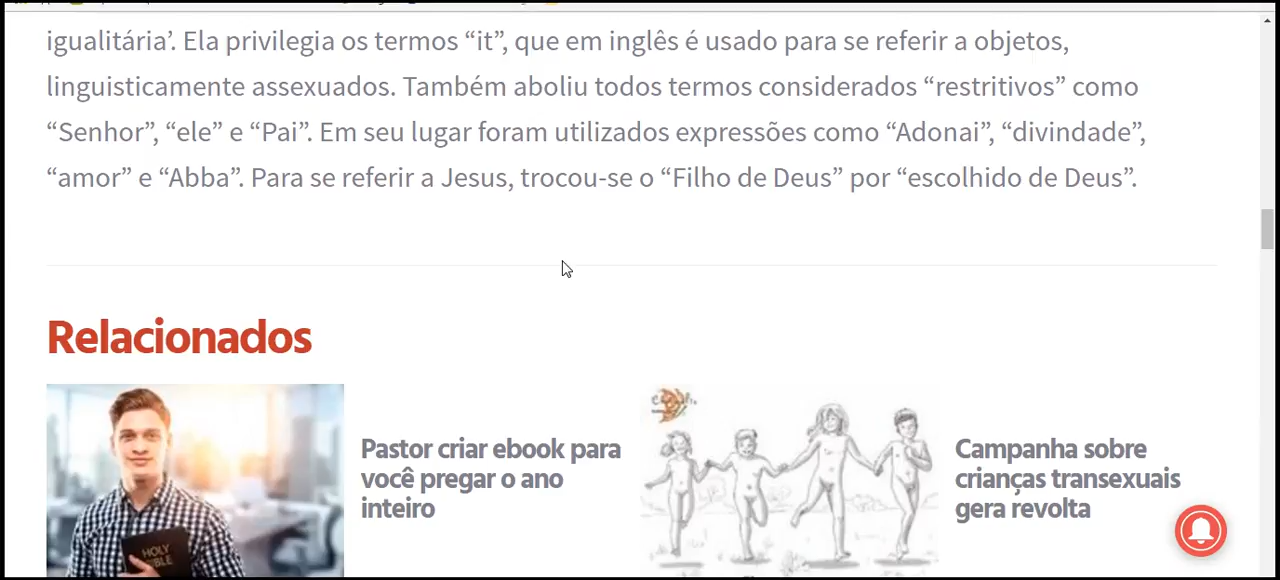 igualitária’. Ela privilegia os termos “it”, que em inglês é usado para se referir a objetos,
linguisticamente assexuados. Também aboliu todos termos considerados “restritivos” como
“Senhor”, “ele” e “Pai”. Em seu lugar foram utilizados expressões como “Adonai”, “divindade”,
“amor” e “Abba”. Para se referir a Jesus, trocou-se o “Filho de Deus” por “escolhido de Deus”.
Relacionados
Pastor criar ebook para
você pregar o ano
inteiro
HOLY
Campanha sobre
crianças transexuais
gera revolta